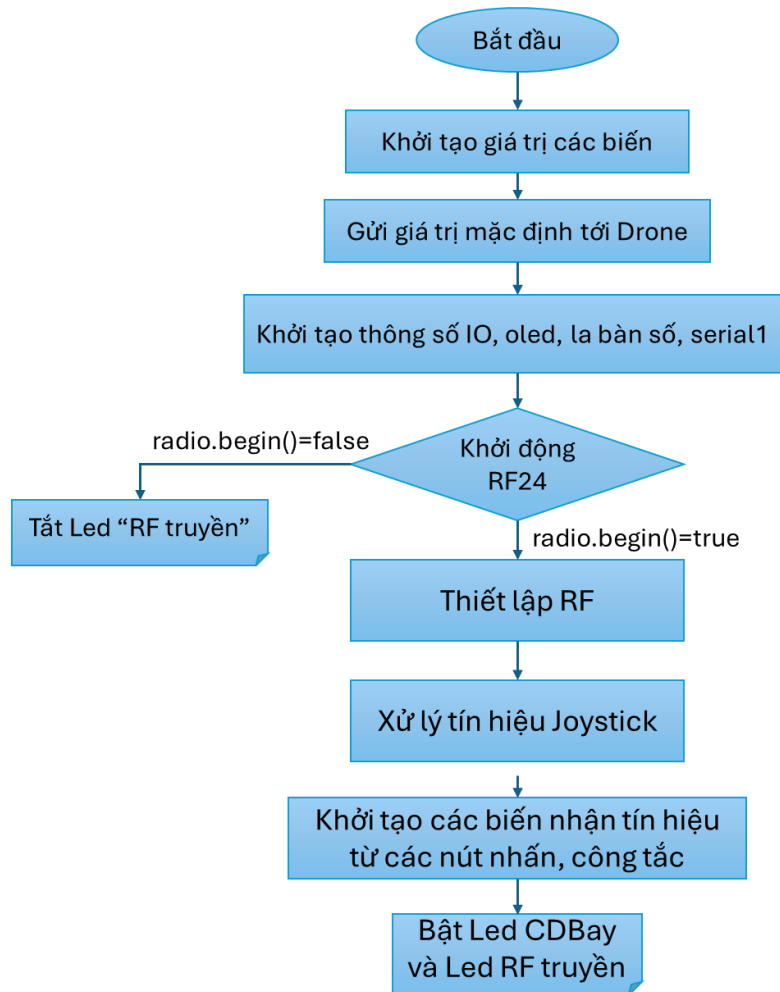 Bắt đầu
Khởi tạo giá trị các biến
Gửi giá trị mặc định tới Drone
Khởi tạo thông số IO, oled, la bàn số, serial1
radio.begin()=false
Khởi động
RF24
Tắt Led “RF truyền”
radio.begin()=true
Thiết lập RF
Xử lý tín hiệu Joystick
Khởi tạo các biến nhận tín hiệu
từ các nút nhấn, công tắc
Bật Led CDBay
và Led RF truyền